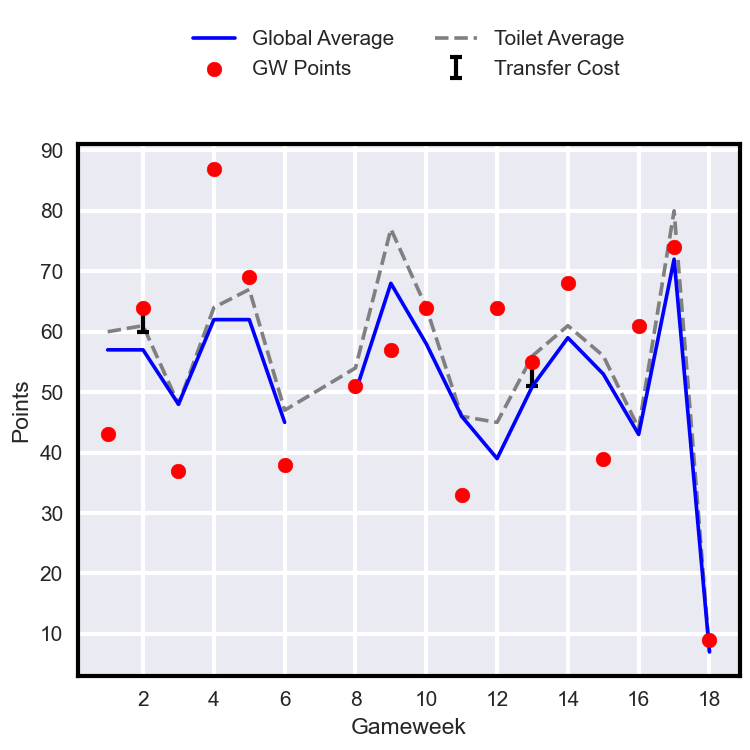 Global Average
Toilet Average
GW Points
Transfer Cost
90
80
70
60
50
40
30
20
10
Points
2 4 6 8 10 12 14 16 18
Gameweek